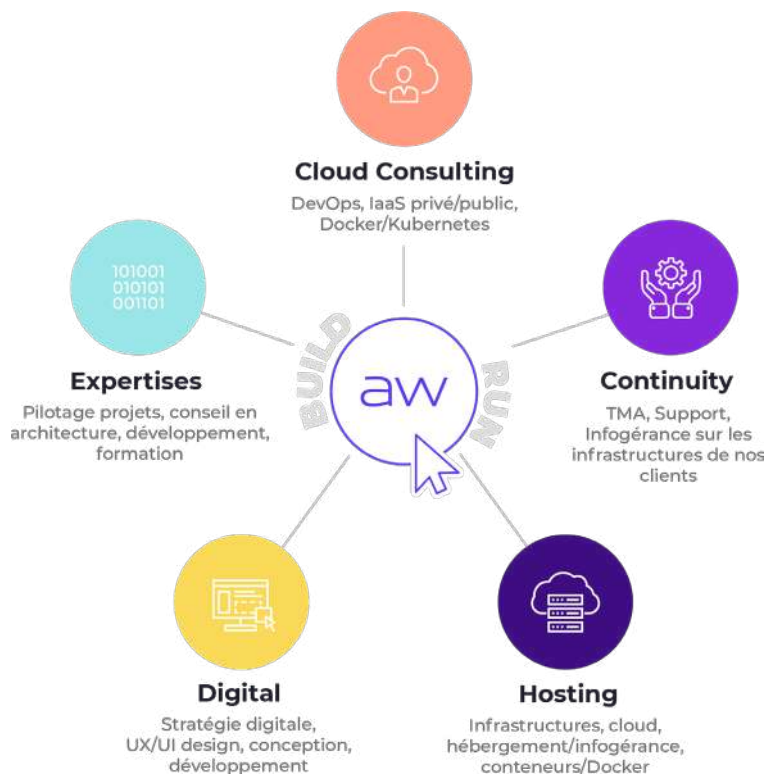 Cloud Consulting
DevOps, IaaS privé/public,
Docker/Kubernetes
101001
010101
001101
Expertises
Pilotage projets, conseil en
architecture, développement,
formation
BUILD
aw
RUN
Continuity
TMA, Support,
Infogérance sur les
infrastructures de nos
clients
Digital
Stratégie digitale,
UX/UI design, conception,
développement
Hosting
Infrastructures, cloud,
hébergement/infogérance,
conteneurs/Docker